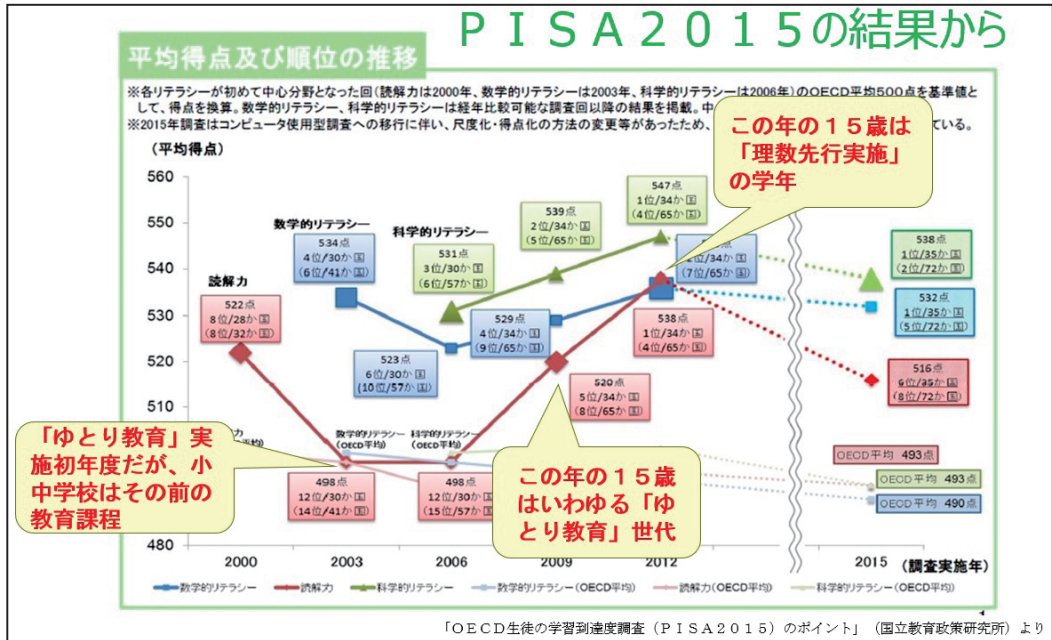 ＰＩＳＡ２０１５の結果から
平均得点及び順位の推移
※各リテラシーが初めて中心分野となった回(読解力は2000年、数学的リテラシーは2003年、科学的リテラシーは2006年)のOECD平均500点を基準値と
して、得点を換算。数学的リテラシー、科学的リテラシーは経年比較可能な調査回以降の結果を掲載。中
※2015年調査はコンピュータ使用型調査への移行に伴い、尺度化・得点化の方法の変更等があったため、
ている。
この年の１５歳は
「理数先行実施」
の学年
(平均得点)
560
550
540
530
520
510
480
数学的リテラシー
534点
4位/30か国
(6位/41か国)
科学的リテラシー
531点
3位/30か国
(6位/57か国)
539点
2位/34か国
(5位/65か国)
547点
1位/34か国
(4位/65か国)
2位/34か国
(7位/65か国)
538点
1位/35か国
(2位/72か国)
読解力
522点
8位/28か国
(8位/32か国)
523点
6位/30か国
(10位/57か国)
529点
4位/34か国
(9位/65か国)
538点
1位/34か国
(4位/65か国)
532点
1位/35か国
(5位/72か国)
520点
5位/34か国
(8位/65か国)
516点
6位/35か国
(8位/72か国)
数学的リテラシー
(OECD平均)
科学的リテラシー
(OECD平均)
「ゆとり教育」実
施初年度だが、小
中学校はその前の
教育課程
498点
12位/30か国
(14位/41か国)
498点
12位/30か国
(15位/57か国)
この年の１５歳
はいわゆる「ゆ
とり教育」世代
OECD平均 493点
OECD平均 493点
OECD平均 490点
2000 2003 2006 2009 2012 2015 (調査実施年)
数学的リテラシー 読解力 科学的リテラシー 数学的リテラシー(OECD平均) 読解力(OECD平均) 科学的リテラシー(OECD平均)
「ＯＥＣＤ生徒の学習到達度調査（ＰＩＳＡ２０１５）のポイント」（国立教育政策研究所）より